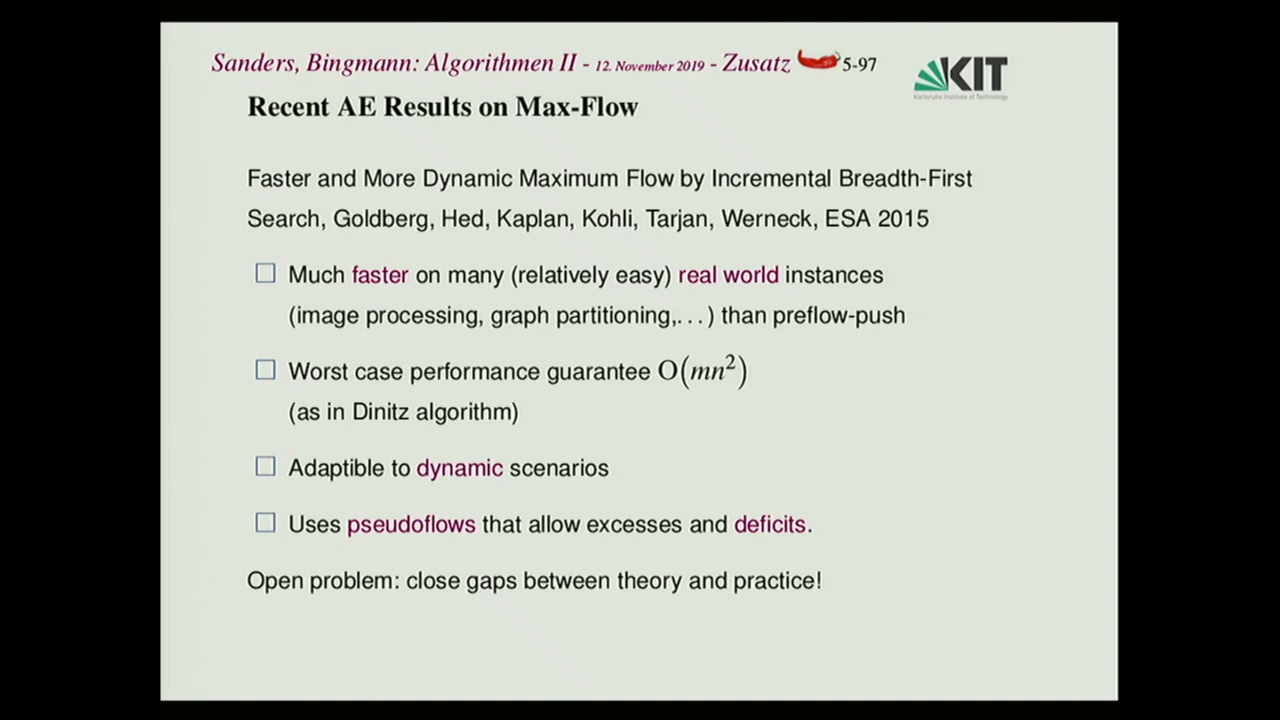 Sanders, Bingmann: Algorithmen II - 12. November 2019 - Zusatz 5-97
KIT
Karlsruhe Institute of Technology
Recent AE Results on Max-Flow
Faster and More Dynamic Maximum Flow by Incremental Breadth-First
Search, Goldberg, Hed, Kaplan, Kohli, Tarjan, Werneck, ESA 2015
Much faster on many (relatively easy) real world instances
(image processing, graph partitioning,...) than preflow-push
Worst case performance guarantee O(mn²)
(as in Dinitz algorithm)
Adaptible to dynamic scenarios
Uses pseudoflows that allow excesses and deficits.
Open problem: close gaps between theory and practice!